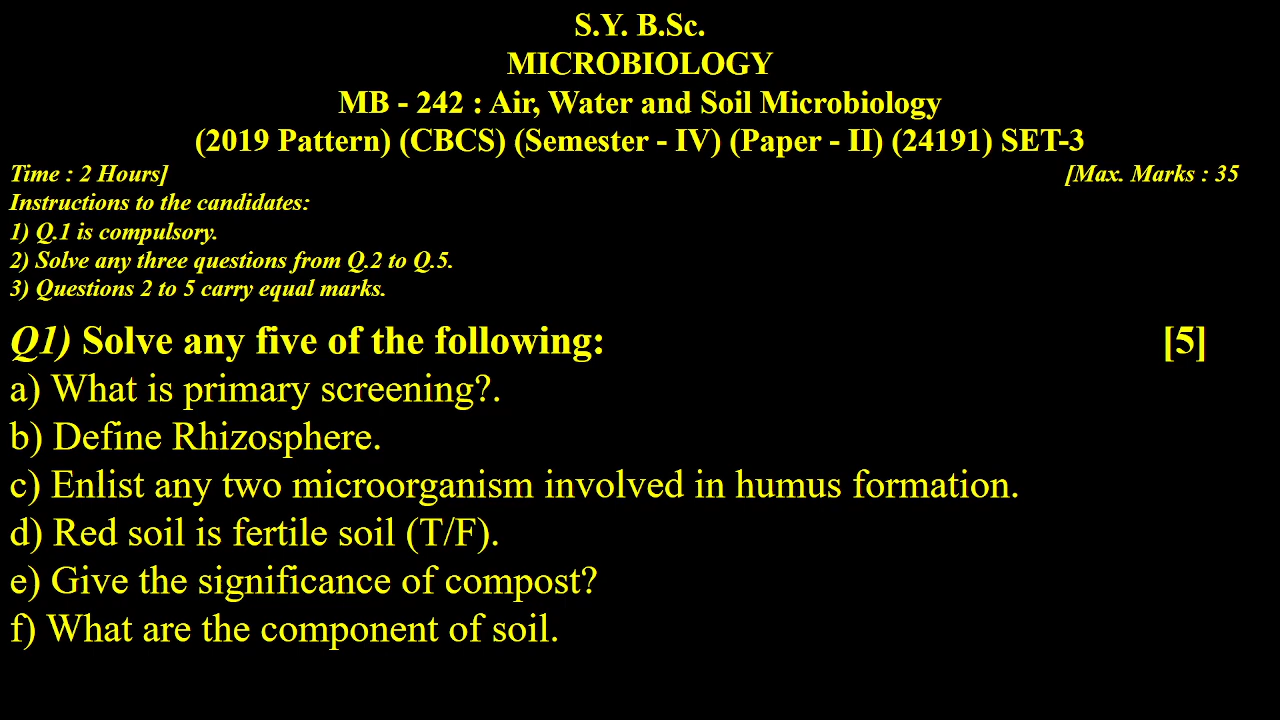 S.Y. B.Sc.
MICROBIOLOGY
MB - 242 : Air, Water and Soil Microbiology
(2019 Pattern) (CBCS) (Semester - IV) (Paper - II) (24191) SET-3
Time : 2 Hours] [Max. Marks : 35
Instructions to the candidates:
1) Q.1 is compulsory.
2) Solve any three questions from Q.2 to Q.5.
3) Questions 2 to 5 carry equal marks.
Q1) Solve any five of the following: [5]
a) What is primary screening?.
b) Define Rhizosphere.
c) Enlist any two microorganism involved in humus formation.
d) Red soil is fertile soil (T/F).
e) Give the significance of compost?
f) What are the component of soil.